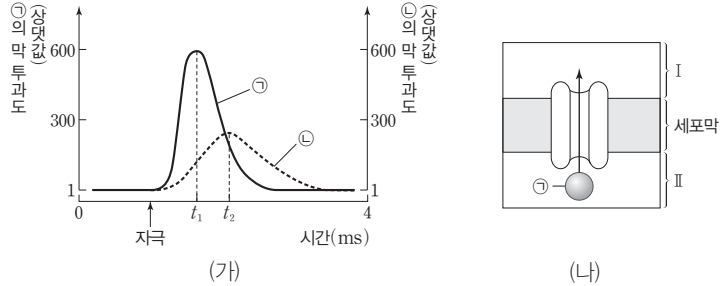 ㉠의 막 투과도
(상댓값)
600
300
1
㉡의 막 투과도
(상댓값)
600
300
1
㉠
㉡
0
t₁
t₂
4
자극
시간(ms)
(가)
Ⅰ
세포막
㉠
Ⅱ
(나)